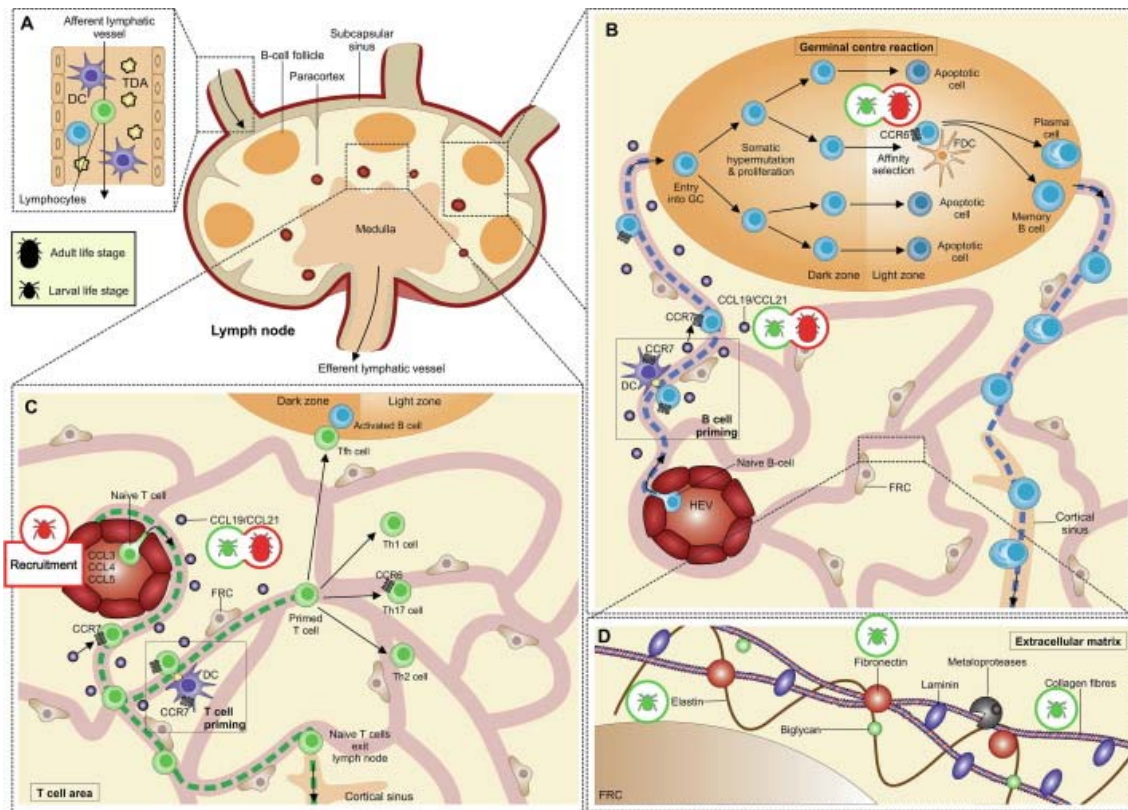 A
Afferent lymphatic
vessel
DC
TDA
Lymphocytes
B-cell follicle
Paracortex
Subcapsular
sinus
Medulla
Lymph node
Efferent lymphatic vessel
Adult life stage
Larval life stage
B
Germinal centre reaction
Apoptotic
cell
CCR6
FDC
Plasma
cell
Somatic
hypermutation
& proliferation
Affinity
selection
Entry
into GC
Apoptotic
cell
Memory
B cell
Apoptotic
cell
Dark zone
Light zone
CCL19/CCL21
CCR7
CCR7
DC
B cell
priming
Naive B-cell
HEV
FRC
Cortical
sinus
C
Dark zone
Light zone
Activated B cell
Tfh cell
Naive T cell
CCL19/CCL21
Recruitment
CCL3
CCL4
CCL5
Th1 cell
FRC
CCR6
Th17 cell
Primed
T cell
CCR7
DC
Th2 cell
CCR7
T cell
priming
Naive T cells
exit
lymph node
T cell area
Cortical sinus
D
Extracellular matrix
Fibronectin
Metaloproteases
Laminin
Collagen fibres
Elastin
Biglycan
FRC